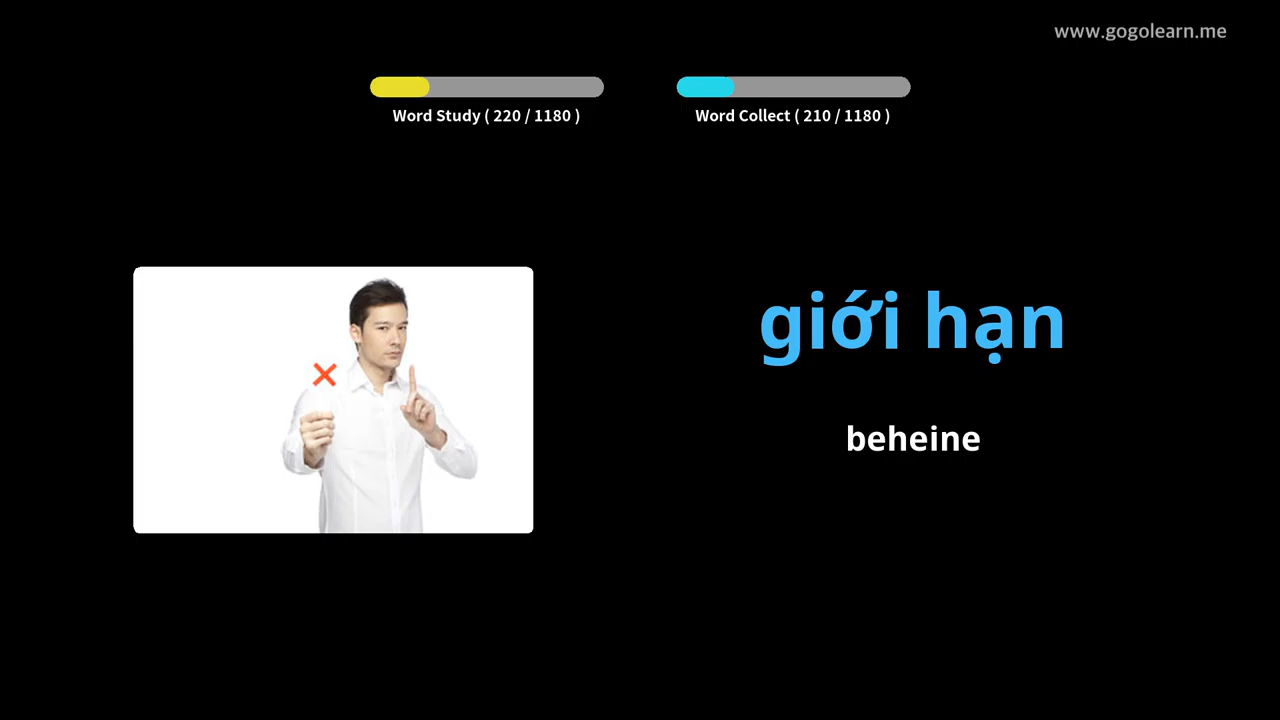 www.gogolearn.me
Word Study ( 220 / 1180 )
Word Collect ( 210 / 1180 )
giới hạn
beheine